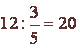 12 : 3/5 = 20